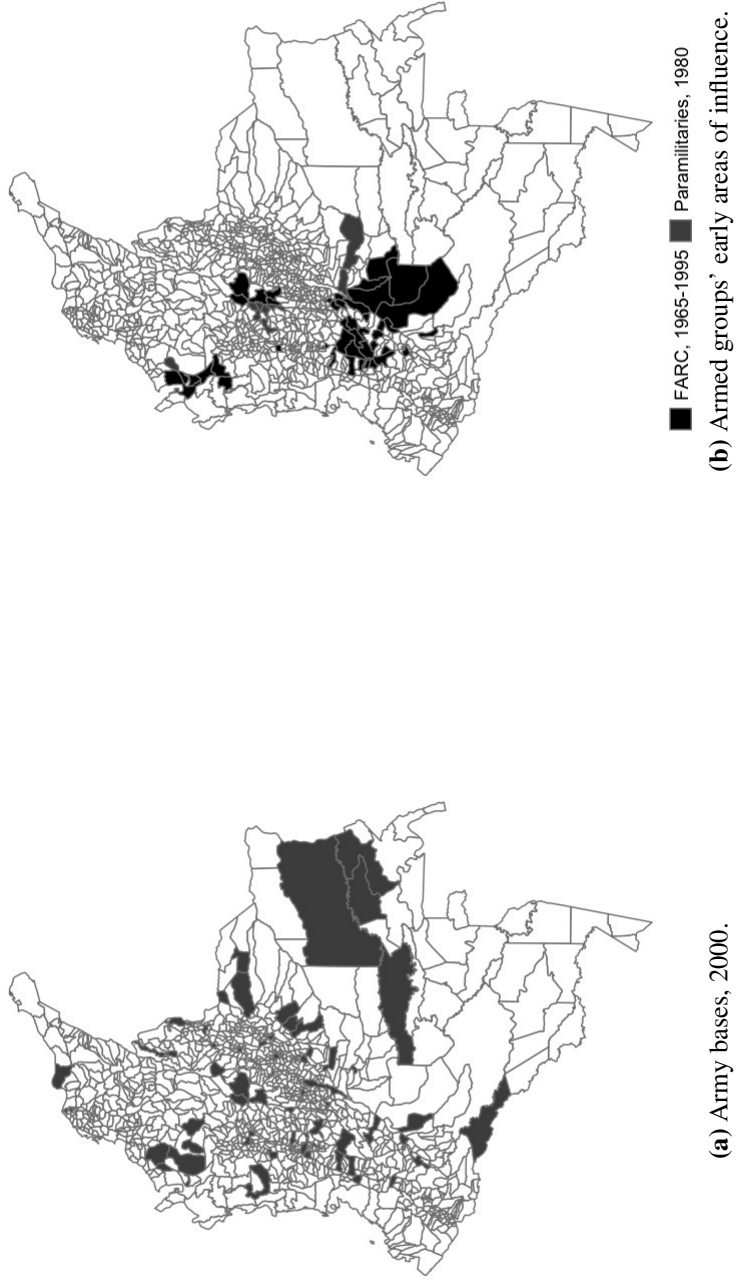 (a) Army bases, 2000.
FARC, 1965-1995 Paramilitaries, 1980
(b) Armed groups’ early areas of influence.